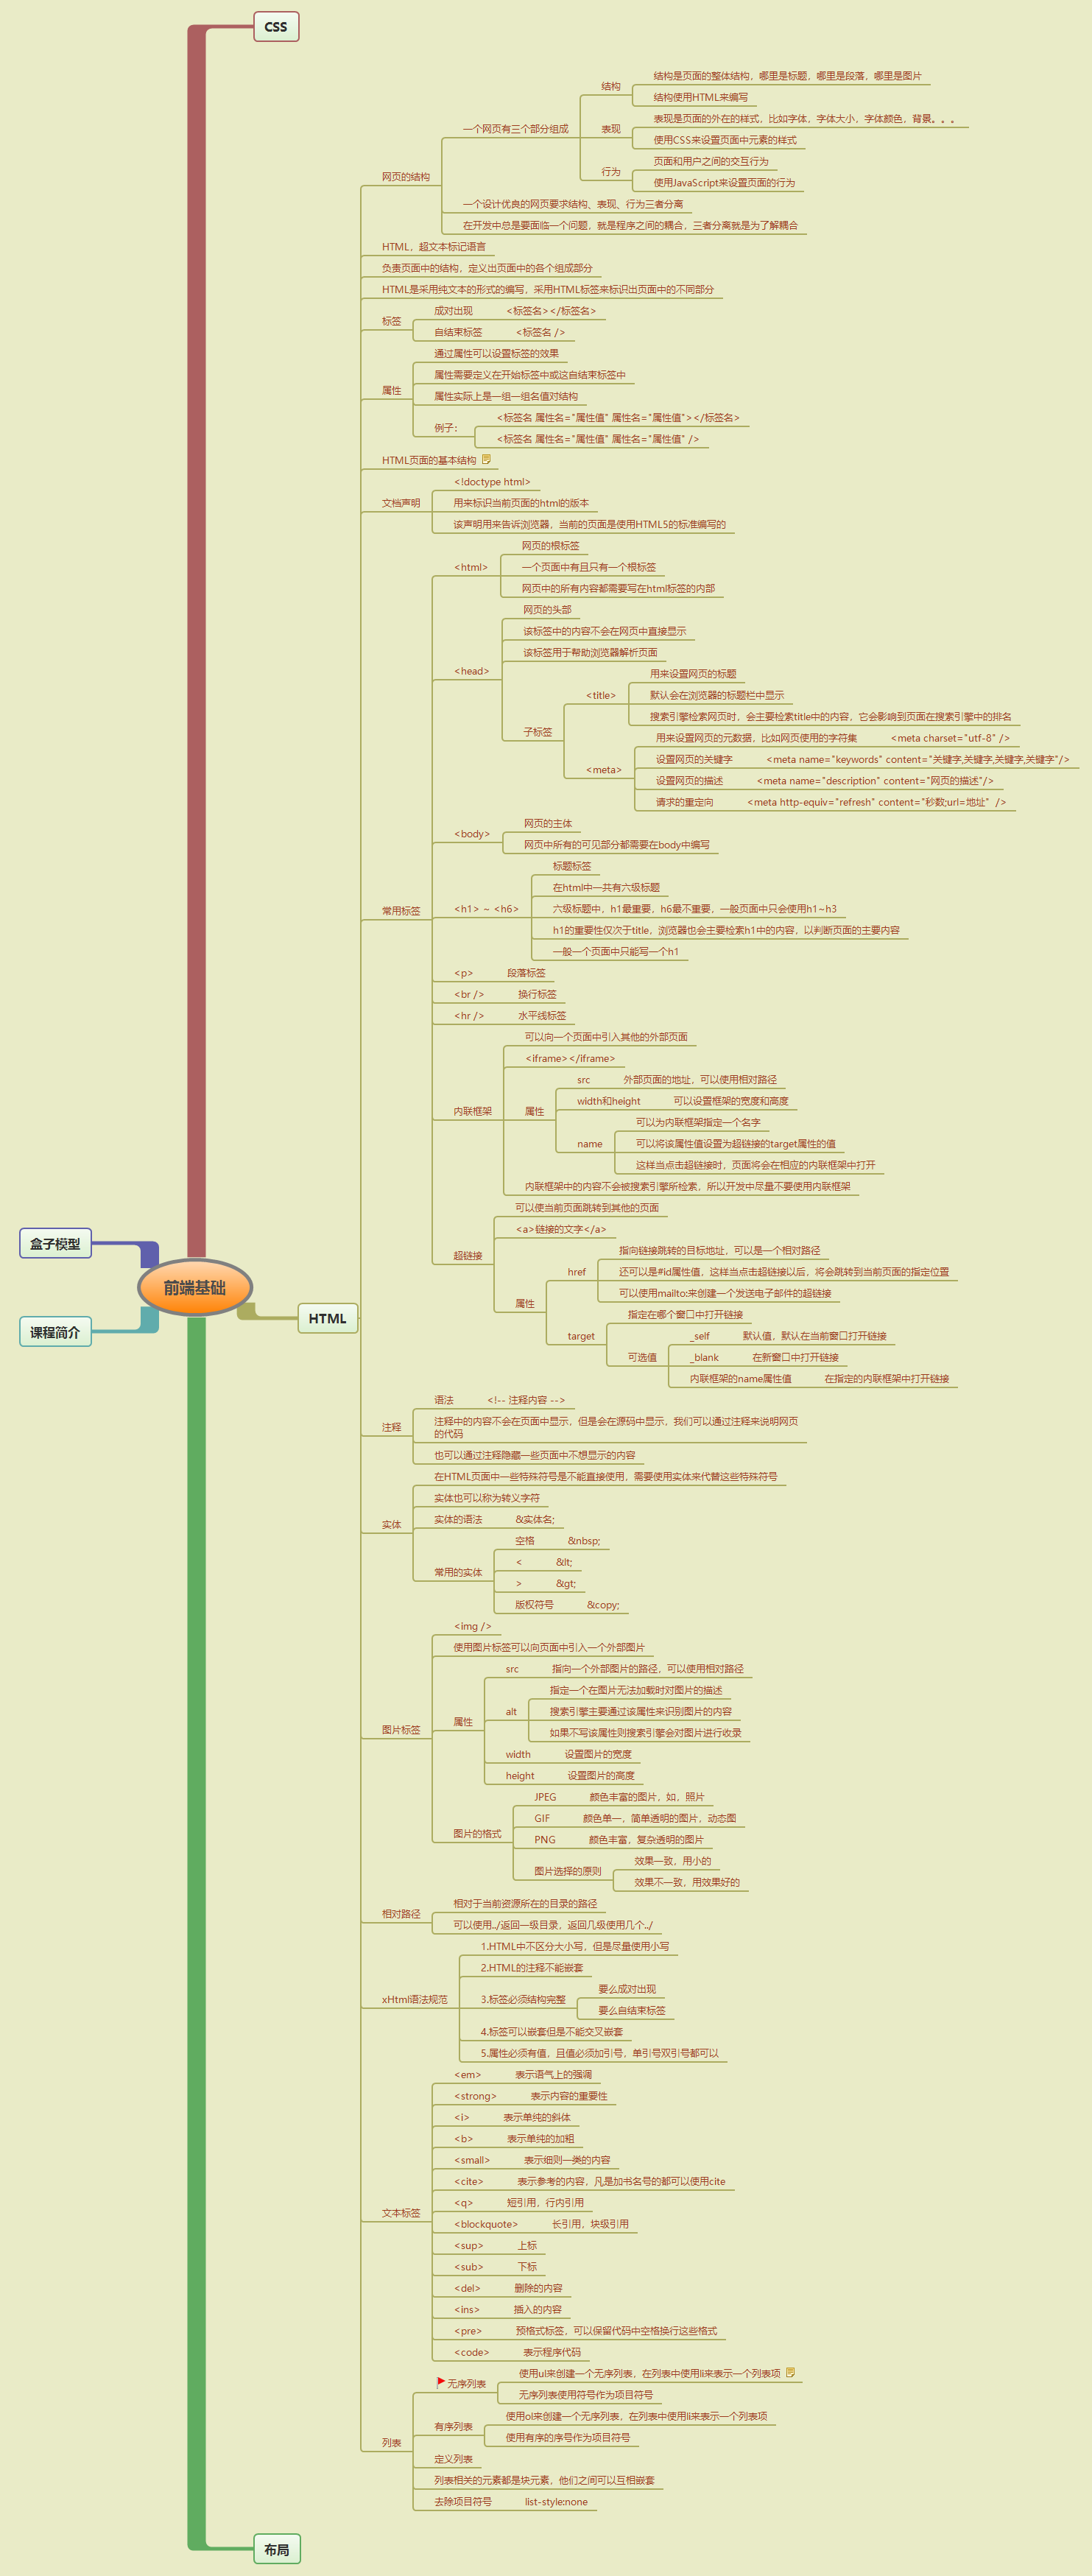 CSS
结构是页面的整体结构，哪里是标题，哪里是段落，哪里是图片
结构
结构使用HTML来编写
表现是页面的外在的样式，比如字体，字体大小，字体颜色，背景。。。
一个网页有三个部分组成
表现
使用CSS来设置页面中元素的样式
页面和用户之间的交互行为
行为
网页的结构
使用JavaScript来设置页面的行为
一个设计优良的网页要求结构、表现、行为三者分离
在开发中总是要面临一个问题，就是程序之间的耦合，三者分离就是为了解耦合
HTML，超文本标记语言
负责页面中的结构，定义出页面中的各个组成部分
HTML是采用纯文本的形式的编写，采用HTML标签来标识出页面中的不同部分
成对出现 <标签名></标签名>
标签
自结束标签 <标签名 />
通过属性可以设置标签的效果
属性需要定义在开始标签中或这自结束标签中
属性
属性实际上是一组一组名值对结构
<标签名 属性名="属性值" 属性名="属性值"></标签名>
例子：
<标签名 属性名="属性值" 属性名="属性值" />
HTML页面的基本结构
<!doctype html>
文档声明
用来标识当前页面的html的版本
该声明用来告诉浏览器，当前的页面是使用HTML5的标准编写的
网页的根标签
<html>
一个页面中有且只有一个根标签
网页中的所有内容都需要写在html标签的内部
网页的头部
该标签中的内容不会在网页中直接显示
该标签用于帮助浏览器解析页面
<head>
用来设置网页的标题
<title>
默认会在浏览器的标题栏中显示
搜索引擎检索网页时，会主要检索title中的内容，它会影响到页面在搜索引擎中的排名
子标签
用来设置网页的元数据，比如网页使用的字符集 <meta charset="utf-8" />
设置网页的关键字 <meta name="keywords" content="关键字,关键字,关键字,关键字"/>
<meta>
设置网页的描述 <meta name="description" content="网页的描述"/>
请求的重定向 <meta http-equiv="refresh" content="秒数;url=地址" />
网页的主体
<body>
网页中所有的可见部分都需要在body中编写
标题标签
在html中一共有六级标题
常用标签
<h1> ~ <h6>
六级标题中，h1最重要，h6最不重要，一般页面中只会使用h1~h3
h1的重要性仅次于title，浏览器也会主要检索h1中的内容，以判断页面的主要内容
一般一个页面中只能写一个h1
<p> 段落标签
<br /> 换行标签
<hr /> 水平线标签
可以向一个页面中引入其他的外部页面
<iframe></iframe>
src 外部页面的地址，可以使用相对路径
width和height 可以设置框架的宽度和高度
内联框架
属性
可以为内联框架指定一个名字
name
可以将该属性值设置为超链接的target属性的值
这样当点击超链接时，页面将会在相应的内联框架中打开
内联框架中的内容不会被搜索引擎所检索，所以开发中尽量不要使用内联框架
可以使当前页面跳转到其他的页面
<a>链接的文字</a>
盒子模型
超链接
指向链接跳转的目标地址，可以是一个相对路径
href
还可以是#id属性值，这样当点击超链接以后，将会跳转到当前页面的指定位置
前端基础
可以使用mailto:来创建一个发送电子邮件的超链接
属性
指定在哪个窗口中打开链接
HTML
课程简介
target
_self 默认值，默认在当前窗口打开链接
可选值
_blank 在新窗口中打开链接
内联框架的name属性值 在指定的内联框架中打开链接
语法 <!-- 注释内容 -->
注释
注释中的内容不会在页面中显示，但是会在源码中显示，我们可以通过注释来说明网页
的代码
也可以通过注释隐藏一些页面中不想显示的内容
在HTML页面中一些特殊符号是不能直接使用，需要使用实体来代替这些特殊符号
实体也可以称为转义字符
实体
实体的语法 &实体名;
空格 &nbsp;
< &lt;
常用的实体
> &gt;
版权符号 &copy;
<img />
使用图片标签可以向页面中引入一个外部图片
src 指向一个外部图片的路径，可以使用相对路径
指定一个在图片无法加载时对图片的描述
alt
搜索引擎主要通过该属性来识别图片的内容
属性
图片标签
如果不写该属性则搜索引擎会对图片进行收录
width 设置图片的宽度
height 设置图片的高度
JPEG 颜色丰富的图片，如，照片
GIF 颜色单一，简单透明的图片，动态图
图片的格式
PNG 颜色丰富，复杂透明的图片
效果一致，用小的
图片选择的原则
效果不一致，用效果好的
相对于当前资源所在的目录的路径
相对路径
可以使用../返回一级目录，返回几级使用几个../
1.HTML中不区分大小写，但是尽量使用小写
2.HTML的注释不能嵌套
要么成对出现
xHtml语法规范
3.标签必须结构完整
要么自结束标签
4.标签可以嵌套但是不能交叉嵌套
5.属性必须有值，且值必须加引号，单引号双引号都可以
<em> 表示语气上的强调
<strong> 表示内容的重要性
<i> 表示单纯的斜体
<b> 表示单纯的加粗
<small> 表示细则一类的内容
<cite> 表示参考的内容，凡是加书名号的都可以使用cite
<q> 短引用，行内引用
文本标签
<blockquote> 长引用，块级引用
<sup> 上标
<sub> 下标
<del> 删除的内容
<ins> 插入的内容
<pre> 预格式标签，可以保留代码中空格换行这些格式
<code> 表示程序代码
使用ul来创建一个无序列表，在列表中使用li来表示一个列表项
无序列表
无序列表使用符号作为项目符号
使用ol来创建一个无序列表，在列表中使用li来表示一个列表项
有序列表
使用有序的序号作为项目符号
列表
定义列表
列表相关的元素都是块元素，他们之间可以互相嵌套
去除项目符号 list-style:none
布局